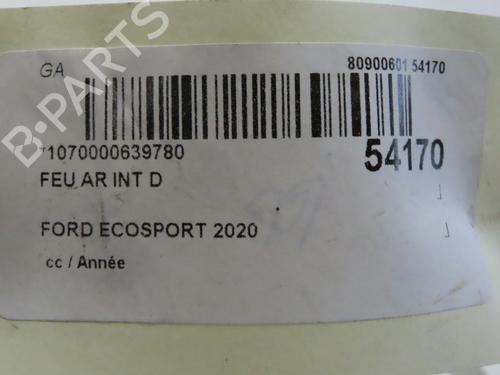 GA
80900601 54170
*1070000639780
54170
FEU AR INT D
FORD ECOSPORT 2020
cc / Année
B-PARTS